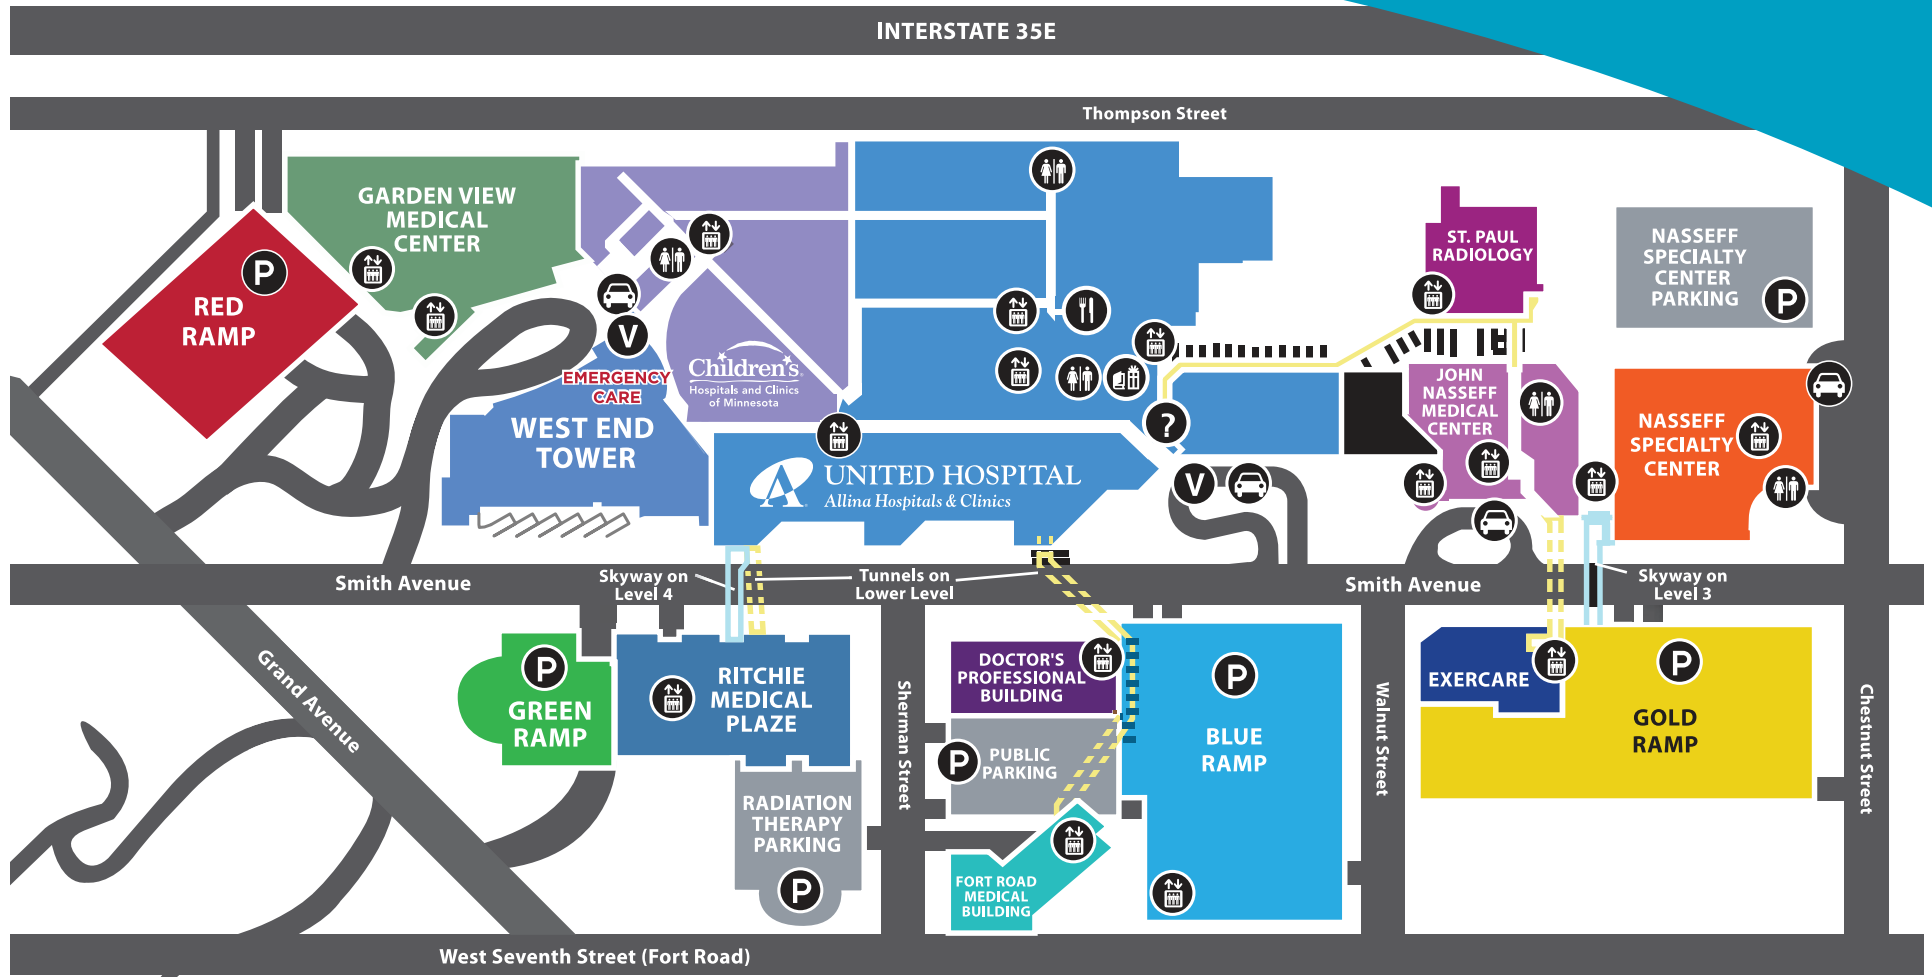 INTERSTATE 35E
Thompson Street
GARDEN VIEW
MEDICAL
CENTER
P
RED
RAMP
V
EMERGENCY
CARE
WEST END
TOWER
Children's
Hospitals and Clinics
of Minnesota
UNITED HOSPITAL
Allina Hospitals & Clinics
?
V
ST. PAUL
RADIOLOGY
NASSEFF
SPECIALTY
CENTER
PARKING
P
JOHN
NASSEFF
MEDICAL
CENTER
NASSEFF
SPECIALTY
CENTER
Smith Avenue
Skyway on
Level 4
Tunnels on
Lower Level
Smith Avenue
Skyway on
Level 3
Grand Avenue
P
GREEN
RAMP
RITCHIE
MEDICAL
PLAZE
RADIATION
THERAPY
PARKING
P
Sherman Street
DOCTOR'S
PROFESSIONAL
BUILDING
P
PUBLIC
PARKING
FORT ROAD
MEDICAL
BUILDING
P
BLUE
RAMP
Walnut Street
EXERCARE
P
GOLD
RAMP
Chestnut Street
West Seventh Street (Fort Road)